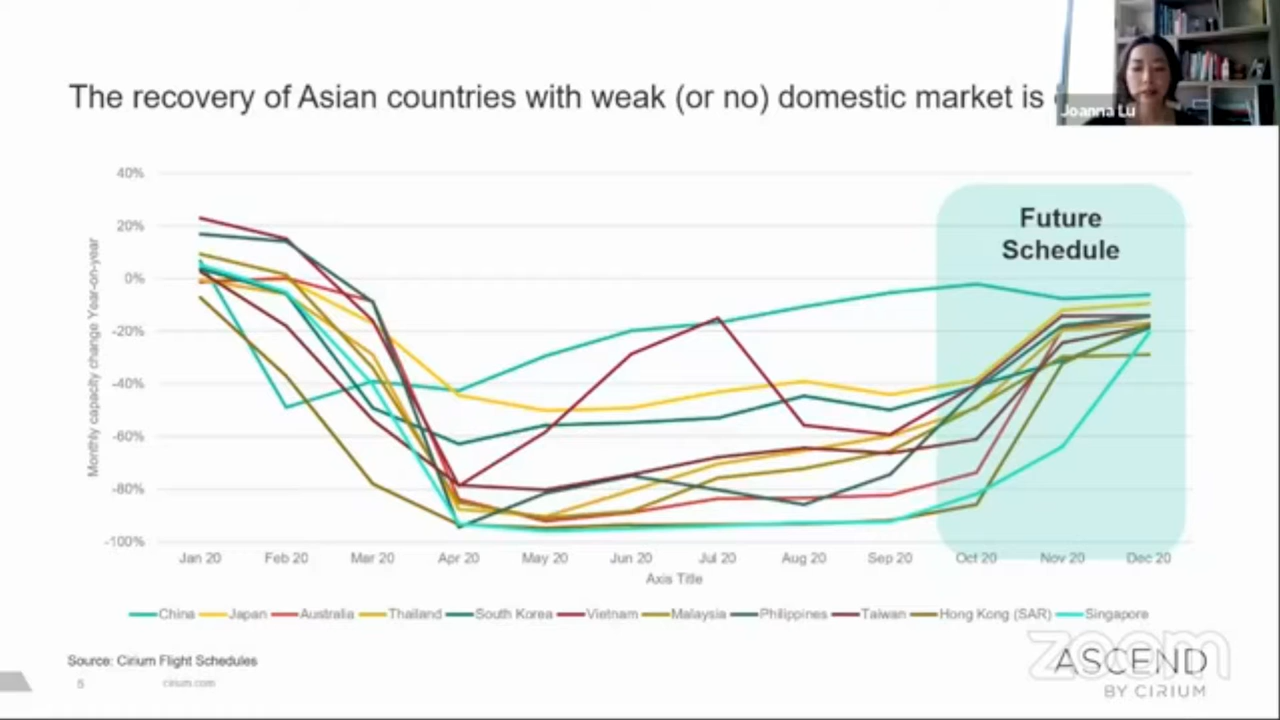 The recovery of Asian countries with weak (or no) domestic market is
Joanna Lu
40%
20%
0%
-20%
-40%
-60%
-80%
-100%
Monthly capacity change Year-on-year
Future
Schedule
Jan 20 Feb 20 Mar 20 Apr 20 May 20 Jun 20 Jul 20 Aug 20 Sep 20 Oct 20 Nov 20 Dec 20
Axis Title
China Japan Australia Thailand South Korea Vietnam Malaysia Philippines Taiwan Hong Kong (SAR) Singapore
Source: Cirium Flight Schedules
5 cirium.com
zoom
ASCEND
BY CIRIUM